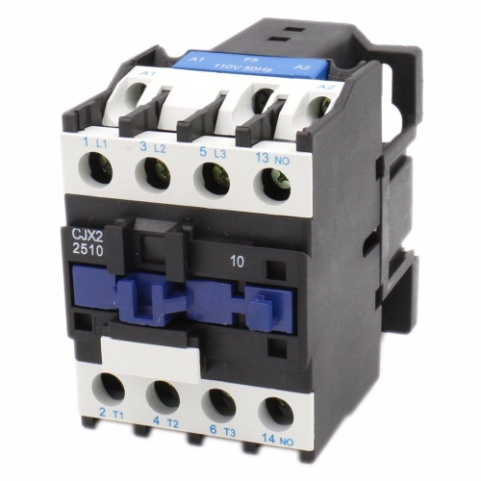 A1 F5 A2
110V 50Hz
A1 A2
1 L1 3 L2 5 L3 13 NO
CJX2
2510
10
2 T1 4 T2 6 T3 14 NO